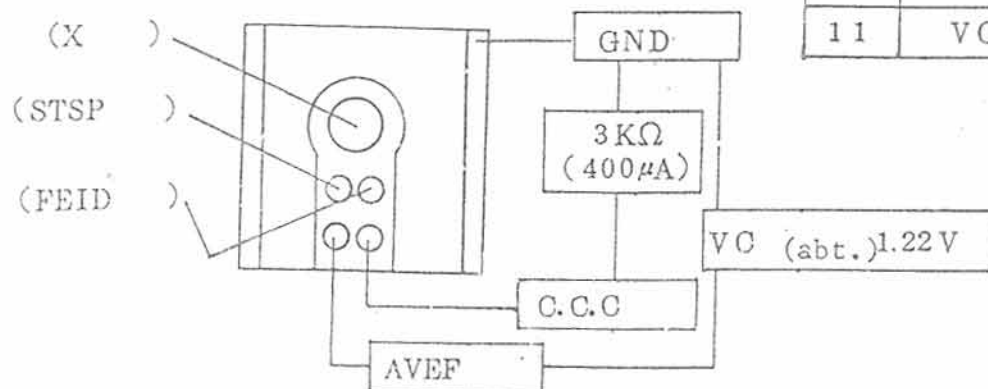 (X )
GND
11 VC
(STSP )
3KΩ
(400μA)
(FEID )
VC (abt.)1.22V
C.C.C
AVEF